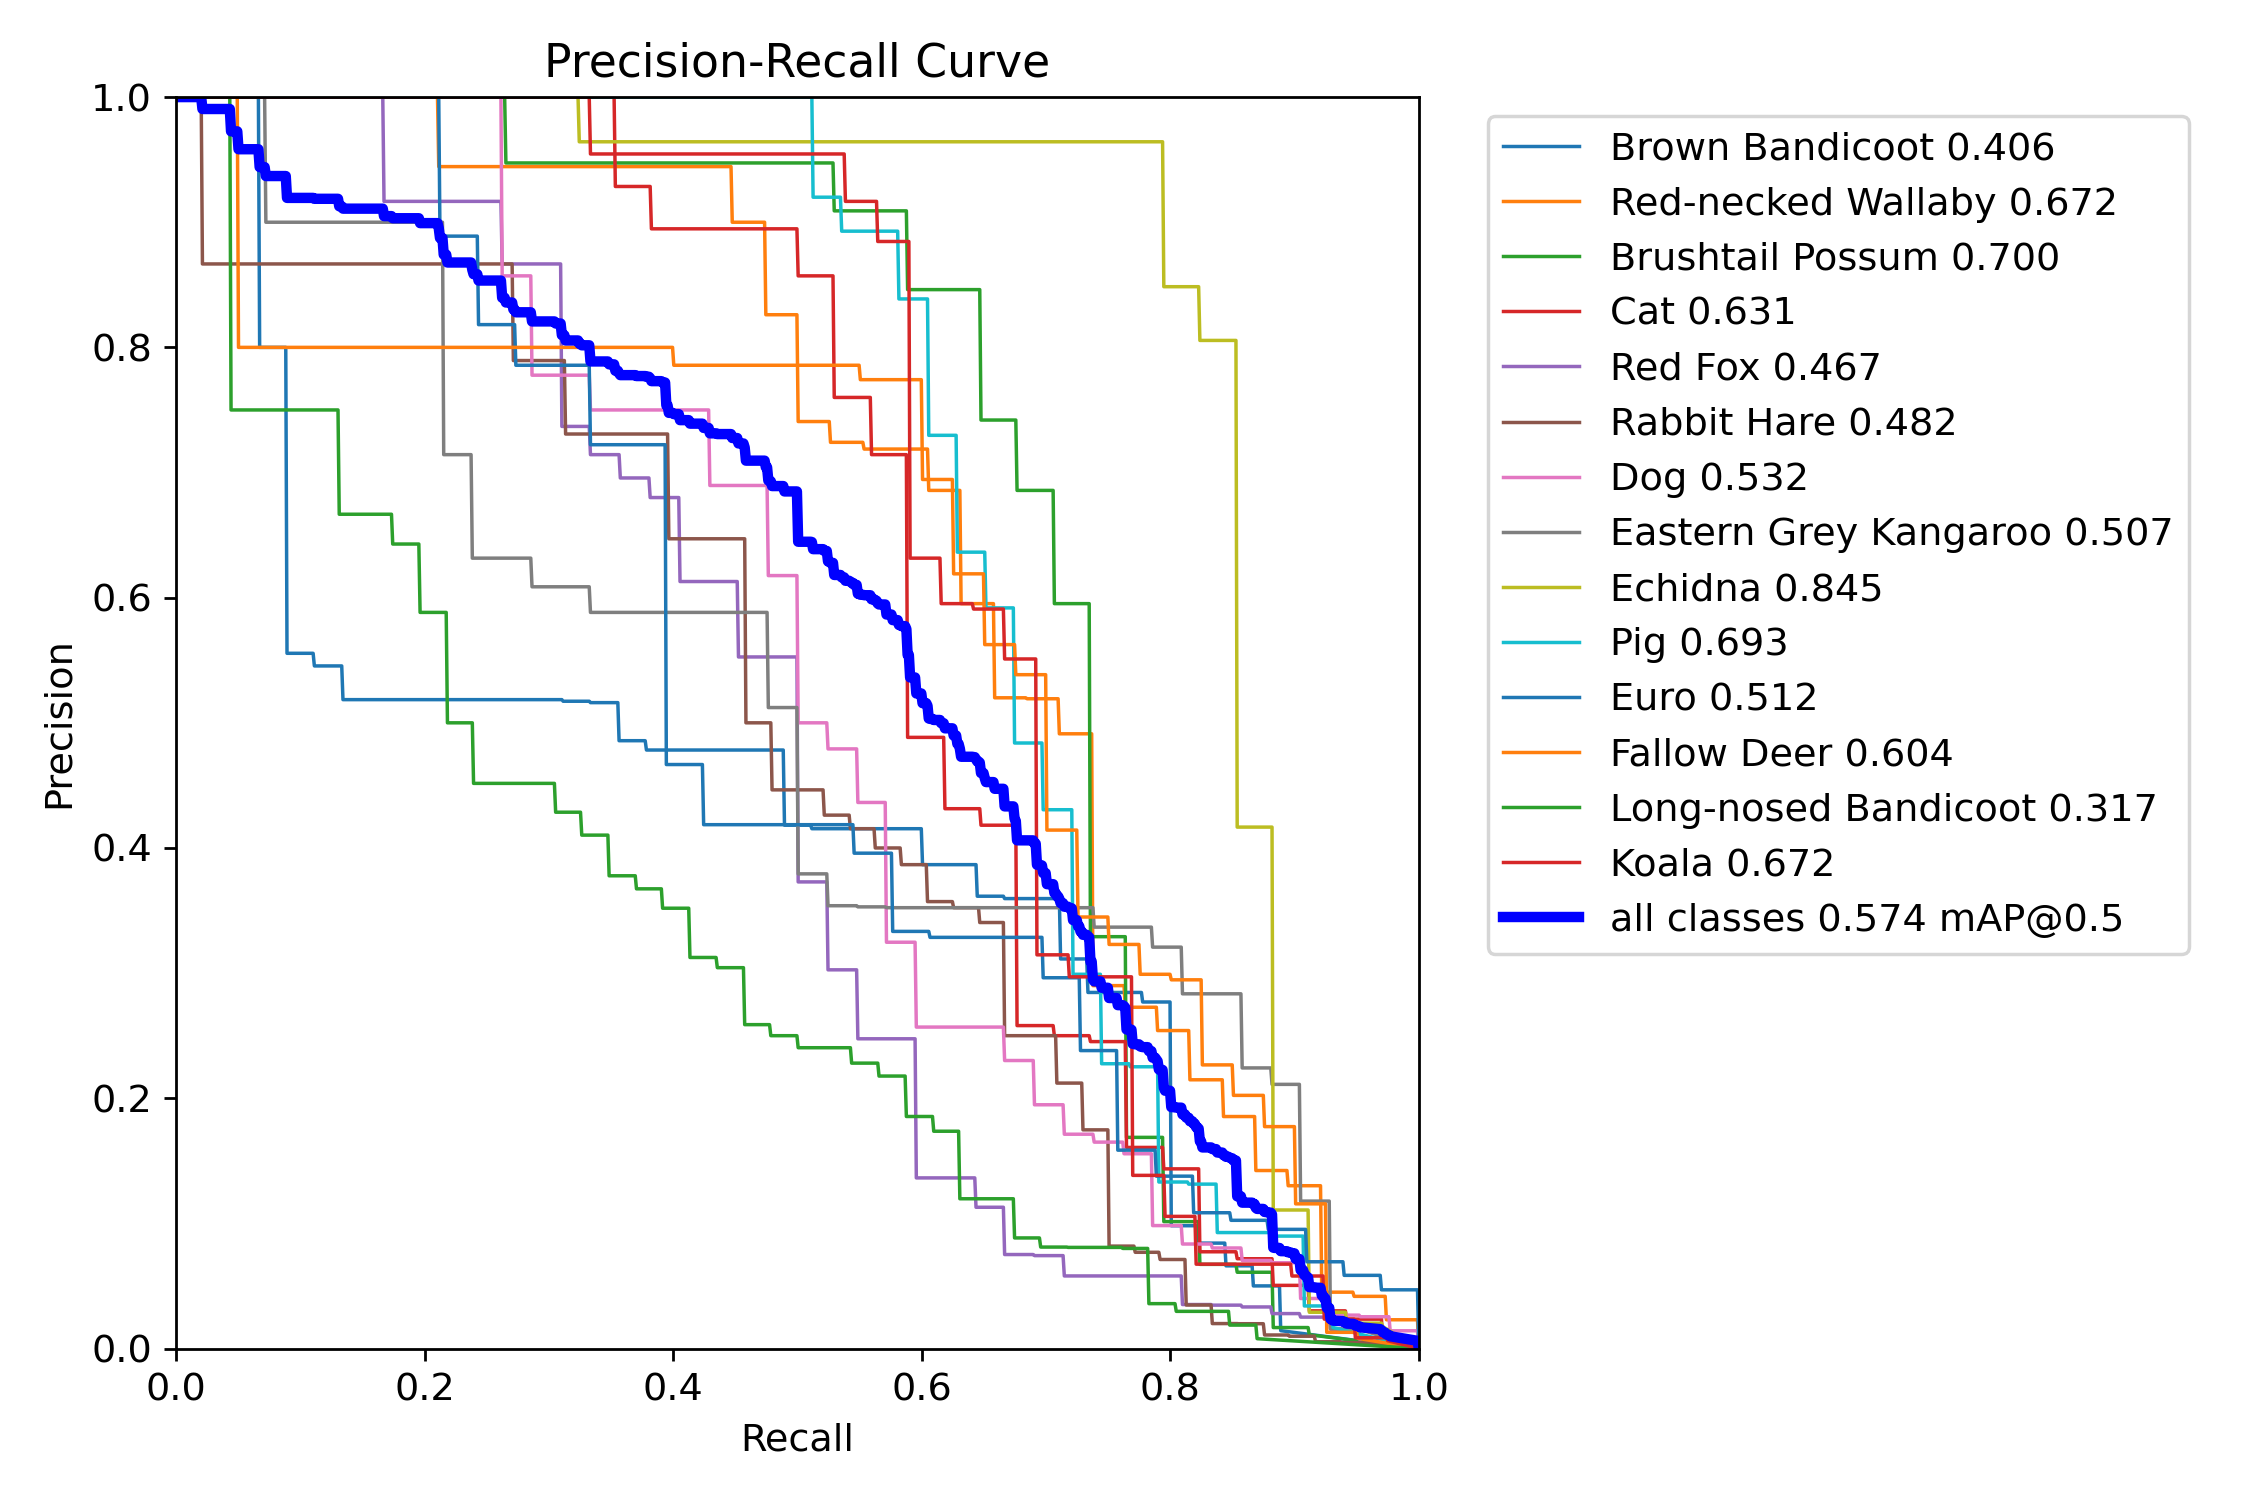 Precision-Recall Curve
1.0
0.8
0.6
0.4
0.2
0.0
Precision
0.0 0.2 0.4 0.6 0.8 1.0
Recall
Brown Bandicoot 0.406
Red-necked Wallaby 0.672
Brushtail Possum 0.700
Cat 0.631
Red Fox 0.467
Rabbit Hare 0.482
Dog 0.532
Eastern Grey Kangaroo 0.507
Echidna 0.845
Pig 0.693
Euro 0.512
Fallow Deer 0.604
Long-nosed Bandicoot 0.317
Koala 0.672
all classes 0.574 mAP@0.5